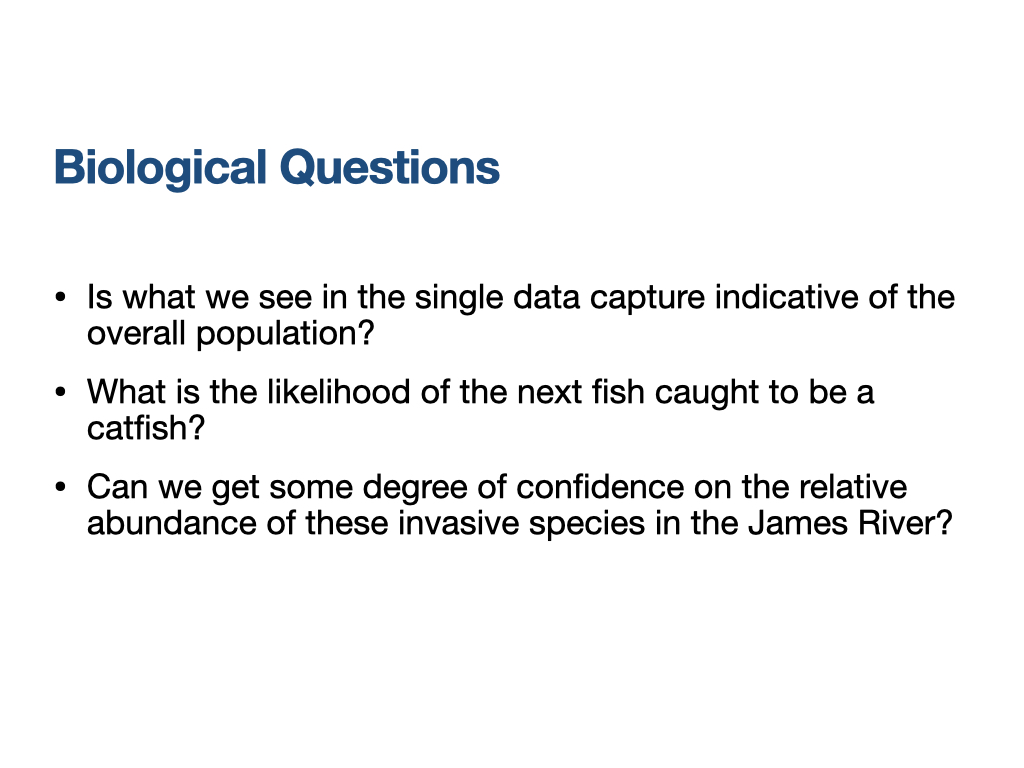 Biological Questions
• Is what we see in the single data capture indicative of the
overall population?
• What is the likelihood of the next fish caught to be a
catfish?
• Can we get some degree of confidence on the relative
abundance of these invasive species in the James River?